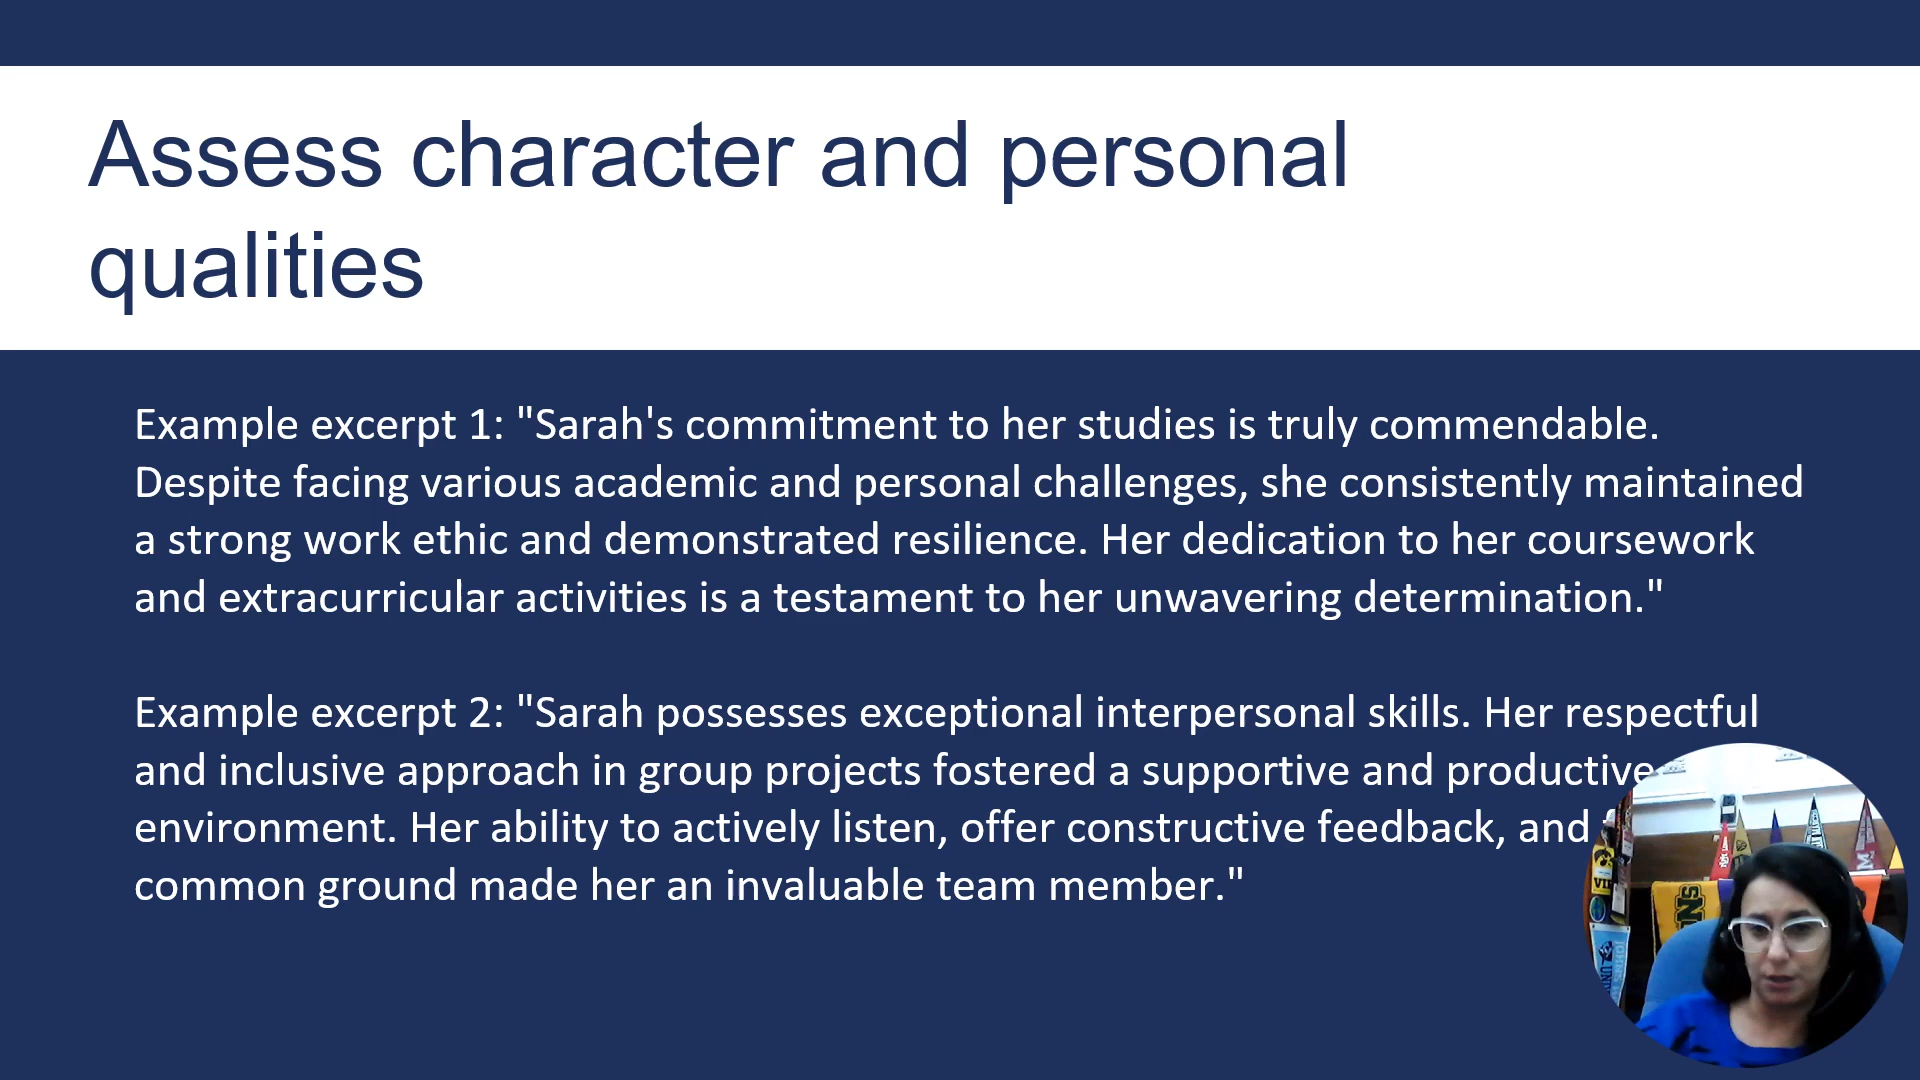 Assess character and personal
qualities
Example excerpt 1: "Sarah's commitment to her studies is truly commendable.
Despite facing various academic and personal challenges, she consistently maintained
a strong work ethic and demonstrated resilience. Her dedication to her coursework
and extracurricular activities is a testament to her unwavering determination."
Example excerpt 2: "Sarah possesses exceptional interpersonal skills. Her respectful
and inclusive approach in group projects fostered a supportive and productive
environment. Her ability to actively listen, offer constructive feedback, and
common ground made her an invaluable team member."